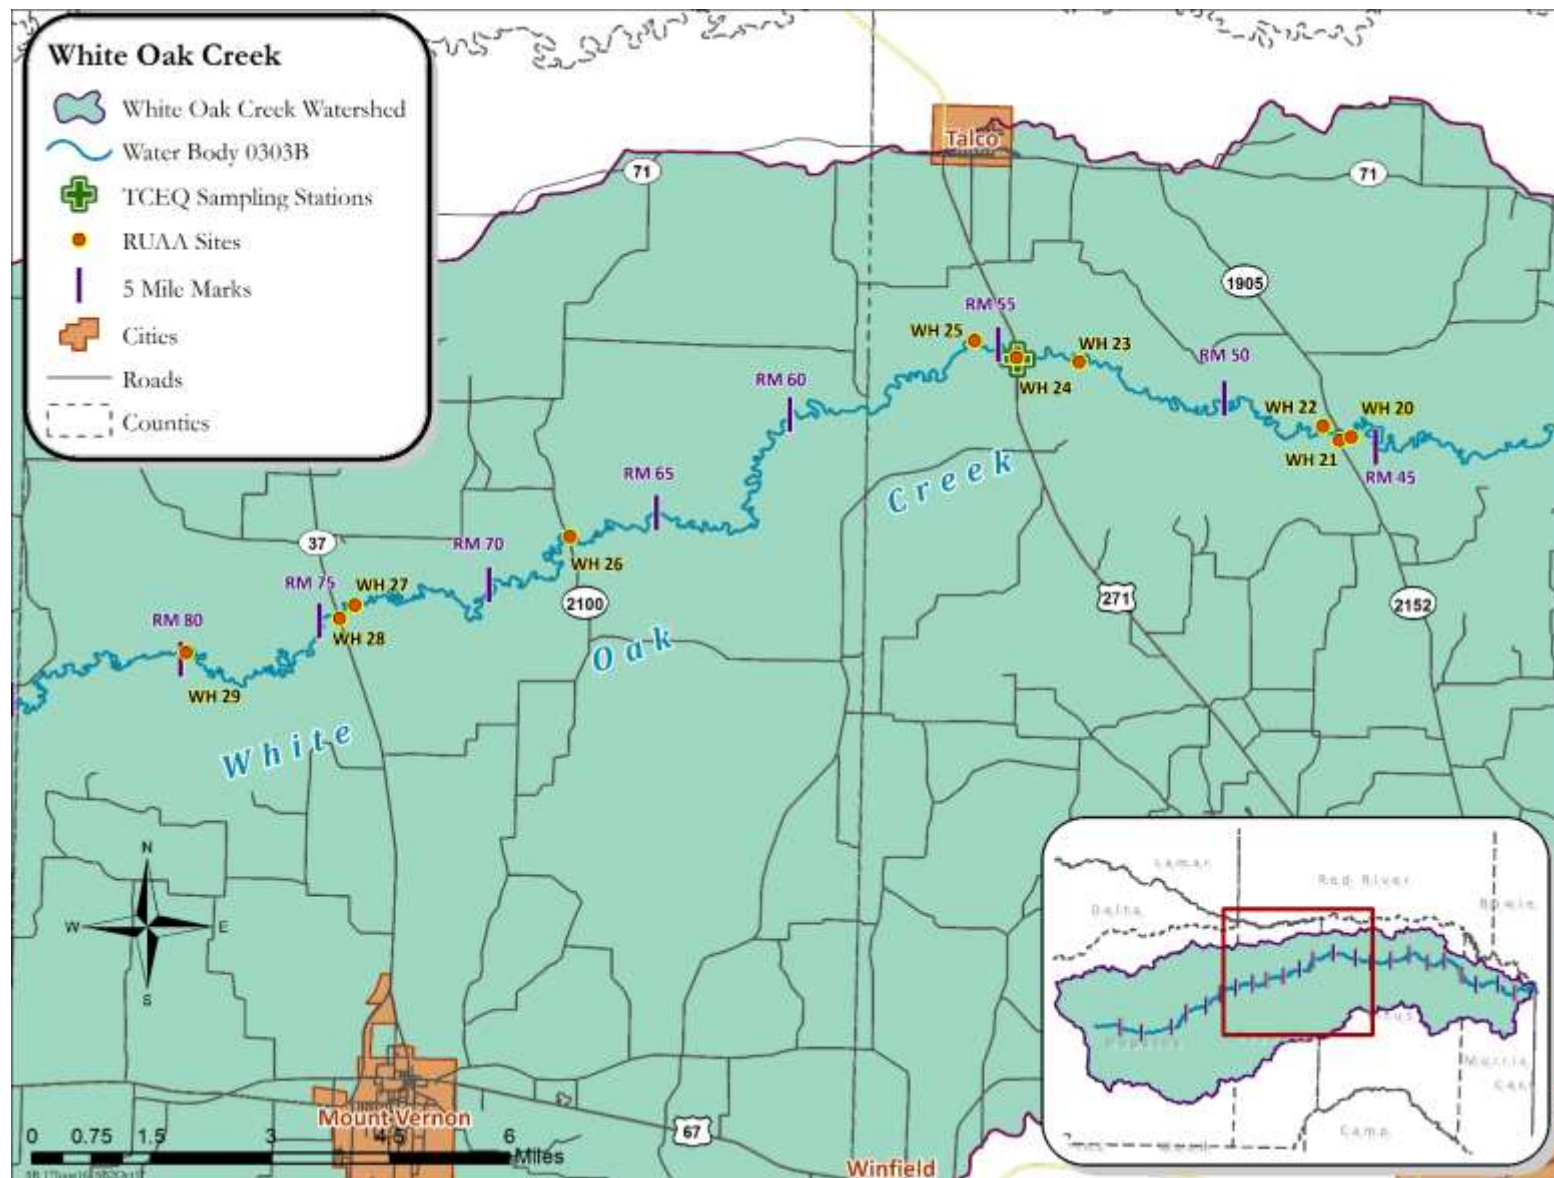 White Oak Creek
White Oak Creek Watershed
Water Body 0303B
TCEQ Sampling Stations
RUAA Sites
5 Mile Marks
Cities
Roads
Counties
Talco
71
71
1905
RM 55
WH 25
WH 23
WH 24
RM 50
RM 60
WH 22
WH 20
WH 21
RM 45
Creek
RM 65
37
RM 70
WH 26
RM 75
WH 27
2100
271
2152
RM 80
WH 28
Oak
WH 29
White
N
W
E
S
Lamar
Red River
Delta
Bowie
Morris
Camp
Mount Vernon
67
Winfield
0 0.75 1.5 3 4.5 6
Miles